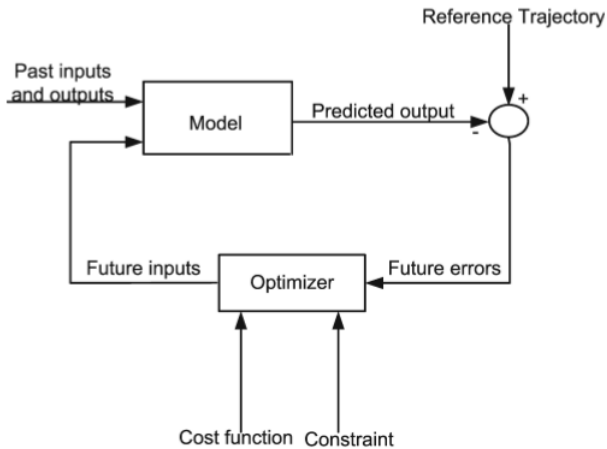 Reference Trajectory
Past inputs
and outputs
+
Predicted output
Model
-
Future inputs
Optimizer
Future errors
Cost function
Constraint